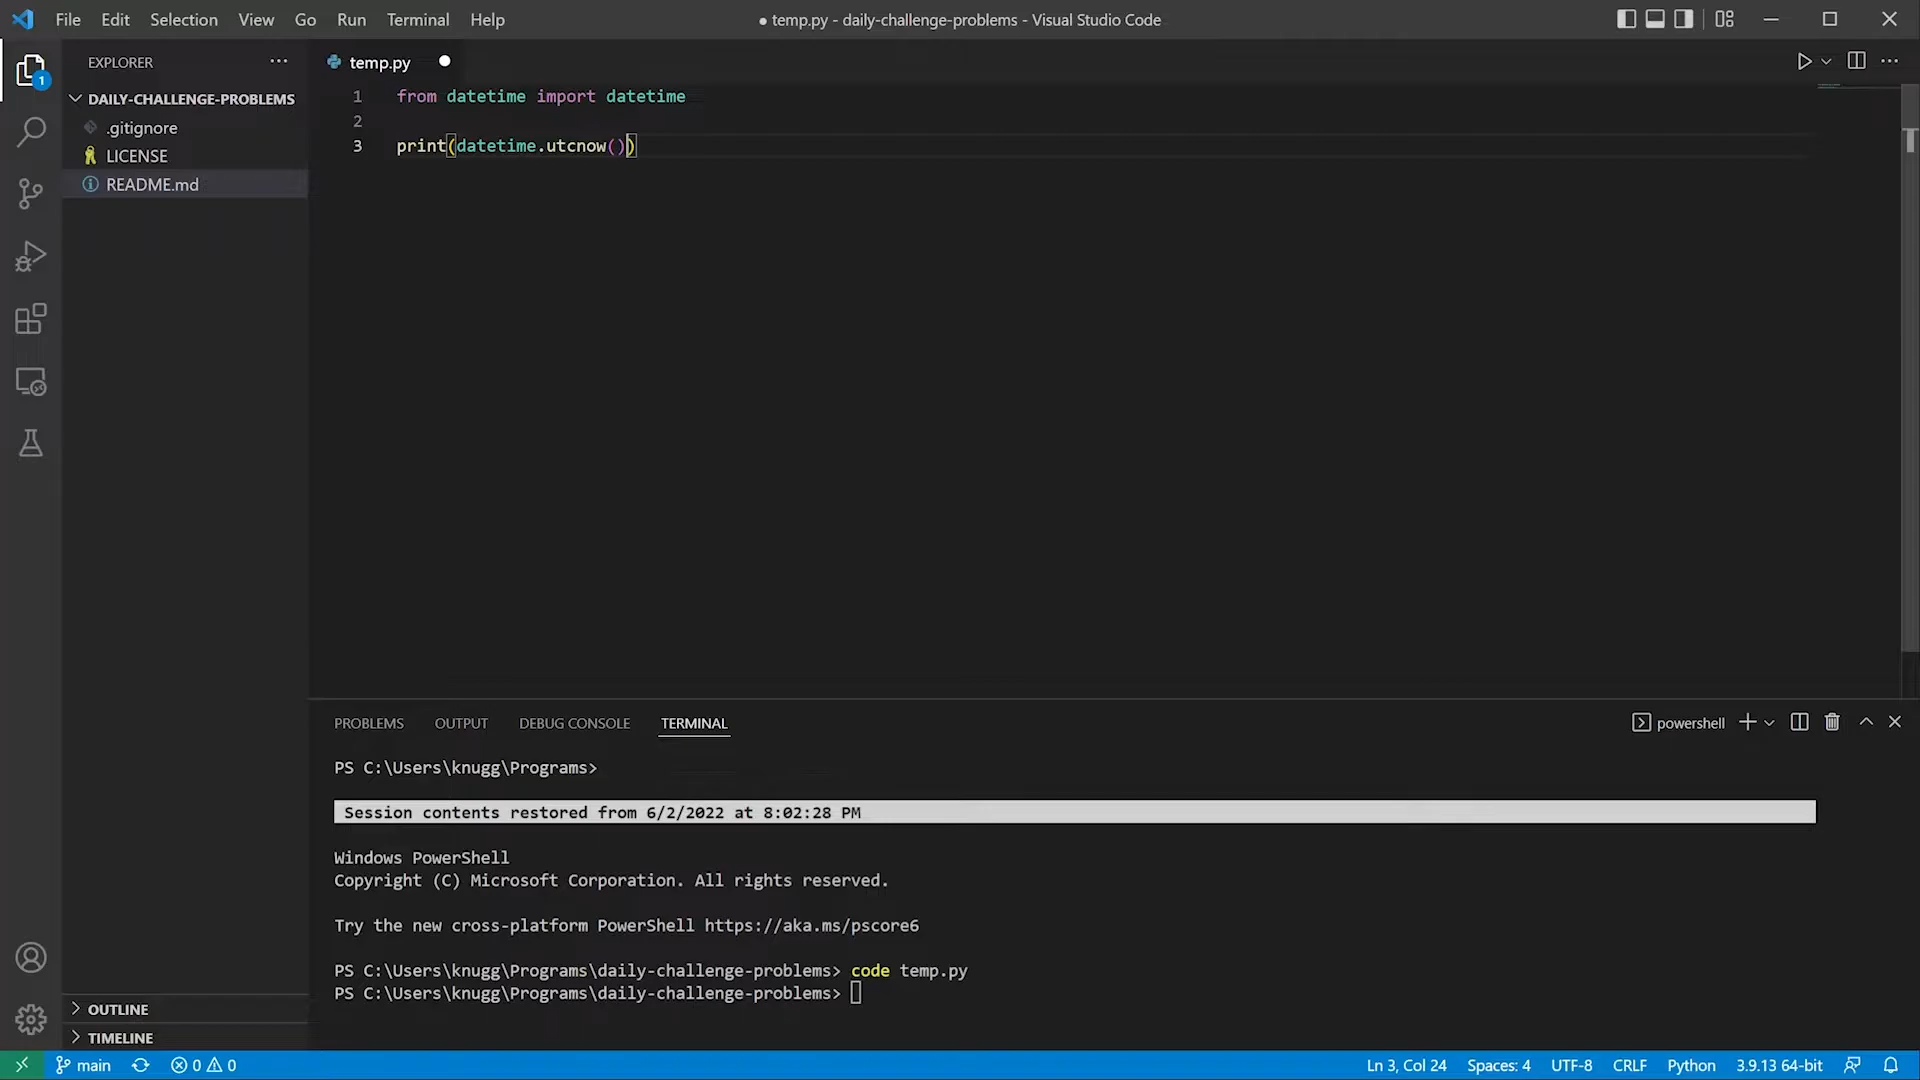 File Edit Selection View Go Run Terminal Help
● temp.py - daily-challenge-problems - Visual Studio Code
EXPLORER
1
DAILY-CHALLENGE-PROBLEMS
.gitignore
LICENSE
README.md
OUTLINE
TIMELINE
temp.py
1 from datetime import datetime
2
3 print(datetime.utcnow())
PROBLEMS OUTPUT DEBUG CONSOLE TERMINAL
powershell
PS C:\Users\knugg\Programs>
Session contents restored from 6/2/2022 at 8:02:28 PM
Windows PowerShell
Copyright (C) Microsoft Corporation. All rights reserved.
Try the new cross-platform PowerShell https://aka.ms/pscore6
PS C:\Users\knugg\Programs\daily-challenge-problems> code temp.py
PS C:\Users\knugg\Programs\daily-challenge-problems>
main 0 0 Ln 3, Col 24 Spaces: 4 UTF-8 CRLF Python 3.9.13 64-bit